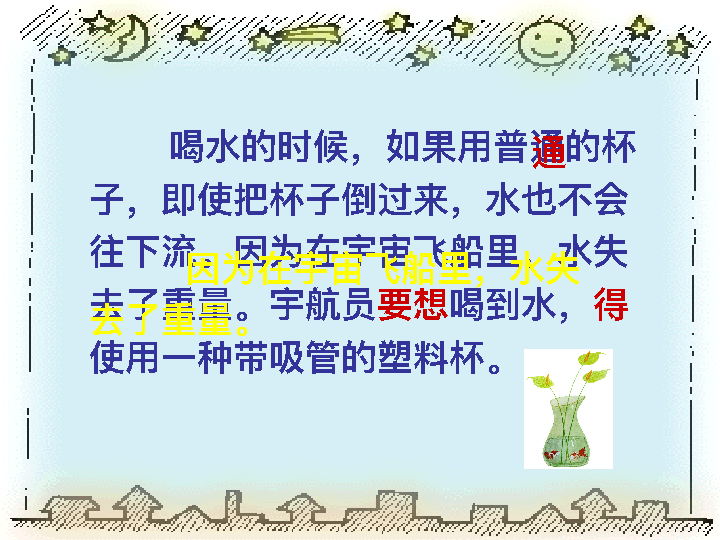 喝水的时候，如果用普通的杯
通
子，即使把杯子倒过来，水也不会
往下流。因为在宇宙飞船里，水失
因为在宇宙飞船里，水失
去了重量。宇航员要想喝到水，得
去了重量。
使用一种带吸管的塑料杯。